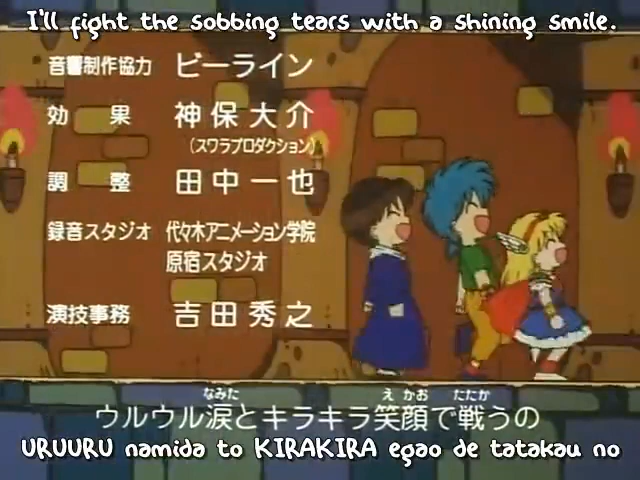 I'll fight the sobbing tears with a shining smile.
音響制作協力 ビーライン
効 果 神保大介
(スワラプロダクション)
調 整 田中一也
録音スタジオ 代々木アニメーション学院
原宿スタジオ
演技事務 吉田秀之
なみた えがお たたか
ウルウル涙とキラキラ笑顔で戦うの
URUURU namida to KIRAKIRA egao de tatakau no